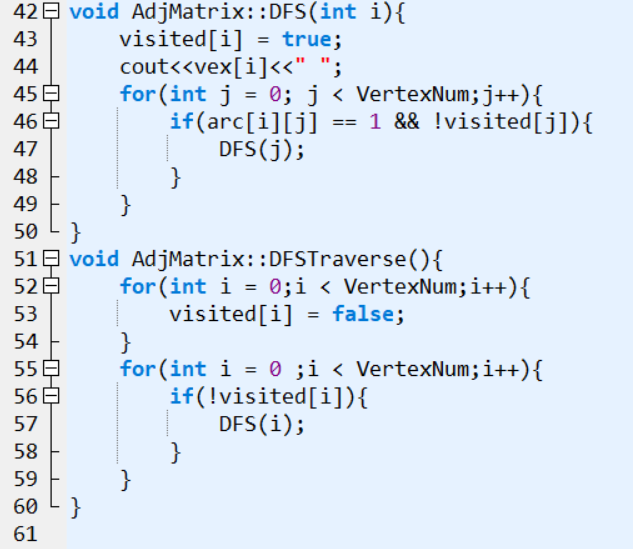 42 void AdjMatrix::DFS(int i){
43     visited[i] = true;
44     cout<<vex[i]<<" ";
45     for(int j = 0; j < VertexNum;j++){
46         if(arc[i][j] == 1 && !visited[j]){
47             DFS(j);
48         }
49     }
50 }
51 void AdjMatrix::DFSTraverse(){
52     for(int i = 0;i < VertexNum;i++){
53         visited[i] = false;
54     }
55     for(int i = 0 ;i < VertexNum;i++){
56         if(!visited[i]){
57             DFS(i);
58         }
59     }
60 }
61